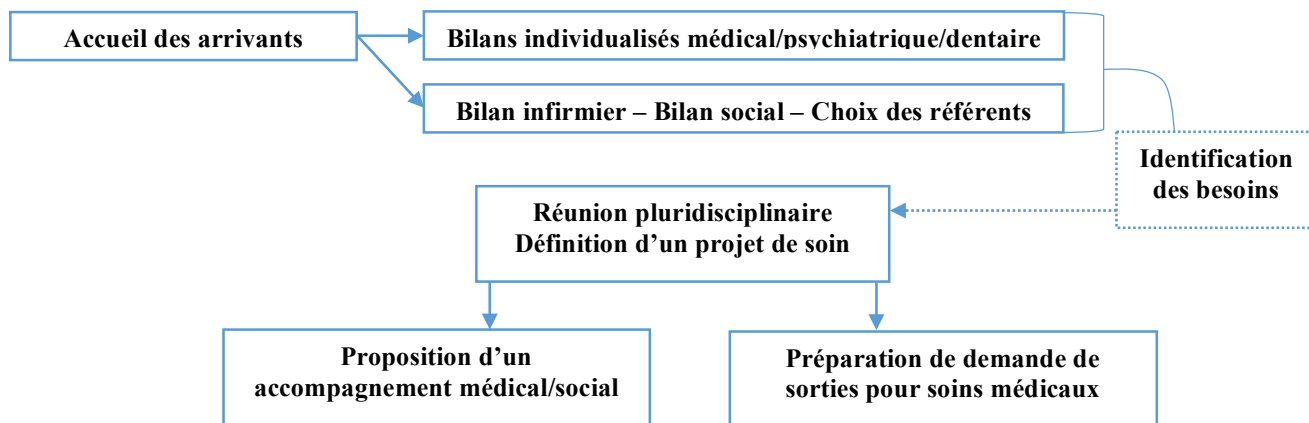 Accueil des arrivants
Bilans individualisés médical/psychiatrique/dentaire
Bilan infirmier – Bilan social – Choix des référents
Identification
des besoins
Réunion pluridisciplinaire
Définition d’un projet de soin
Proposition d’un
accompagnement médical/social
Préparation de demande de
sorties pour soins médicaux